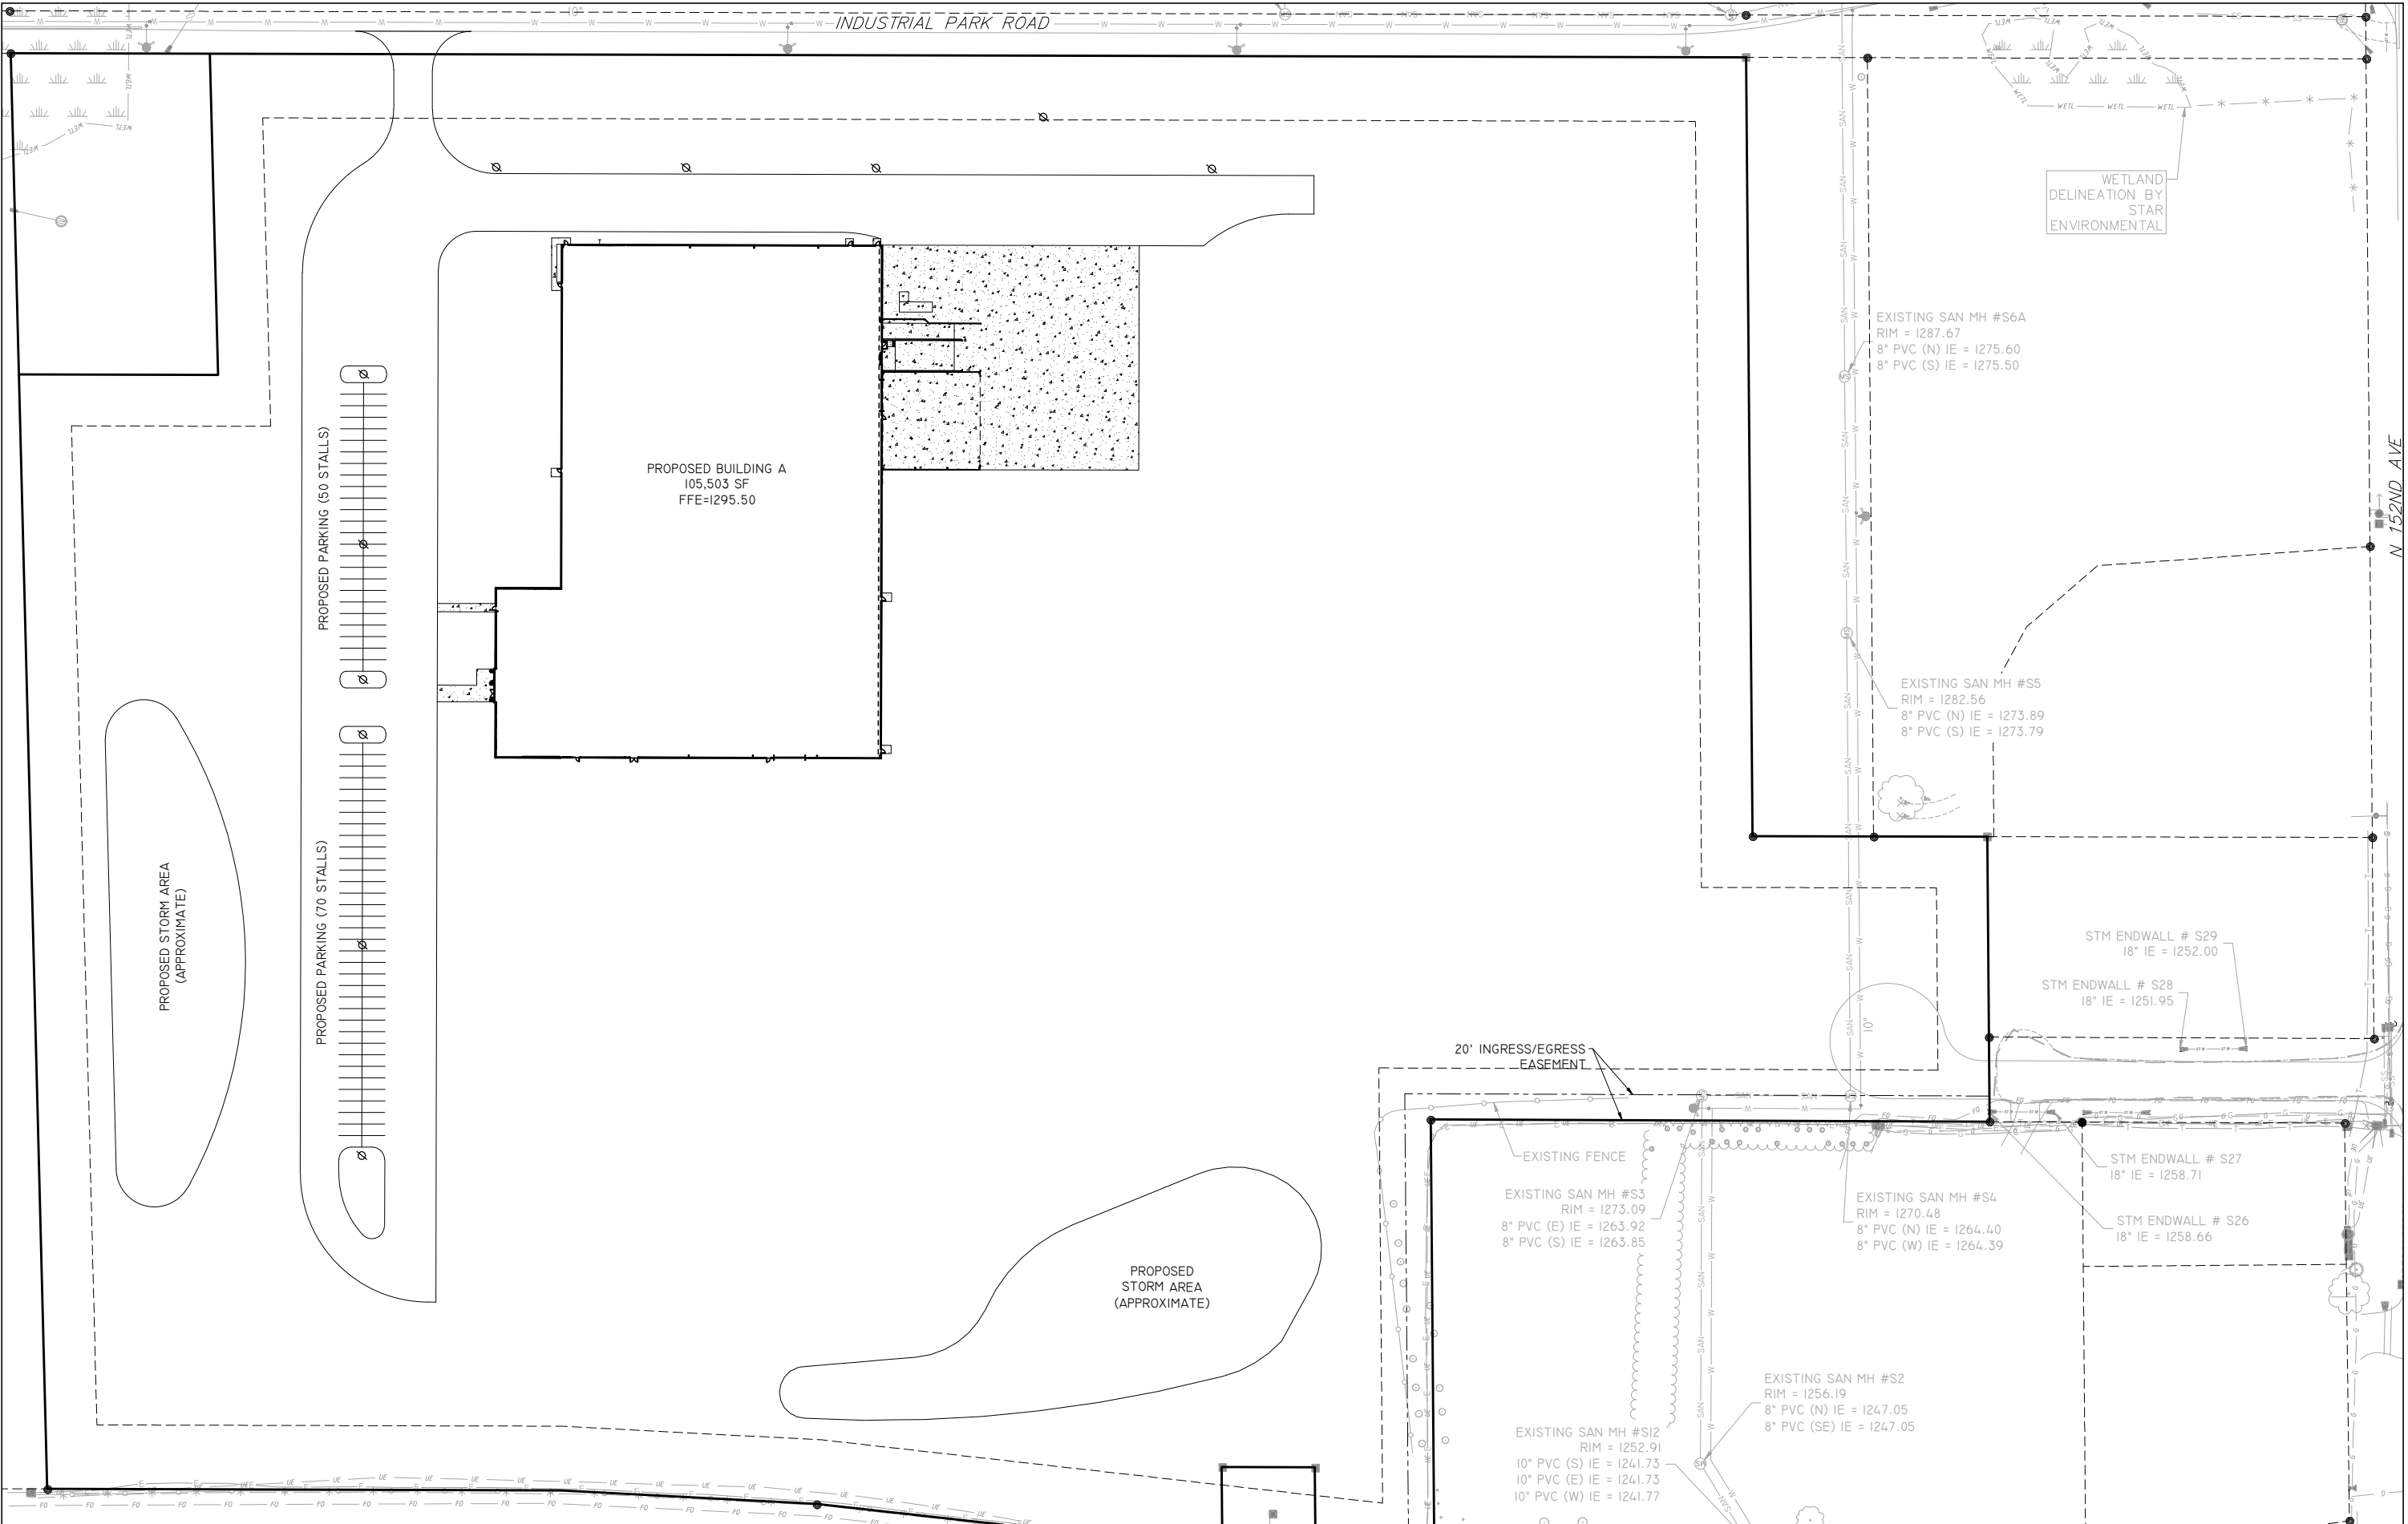 10"
INDUSTRIAL PARK ROAD
WETLAND
DELINEATION BY
STAR
ENVIRONMENTAL
EXISTING SAN MH #S6A
RIM = 1287.67
8" PVC (N) IE = 1275.60
8" PVC (S) IE = 1275.50
N 152ND AVE
PROPOSED PARKING (50 STALLS)
PROPOSED BUILDING A
105,503 SF
FFE=1295.50
EXISTING SAN MH #S5
RIM = 1282.56
8" PVC (N) IE = 1273.89
8" PVC (S) IE = 1273.79
PROPOSED STORM AREA
(APPROXIMATE)
PROPOSED PARKING (70 STALLS)
STM ENDWALL # S29
18" IE = 1252.00
STM ENDWALL # S28
18" IE = 1251.95
10"
20' INGRESS/EGRESS
EASEMENT
EXISTING FENCE
EXISTING SAN MH #S3
RIM = 1273.09
8" PVC (E) IE = 1263.92
8" PVC (S) IE = 1263.85
EXISTING SAN MH #S4
RIM = 1270.48
8" PVC (N) IE = 1264.40
8" PVC (W) IE = 1264.39
STM ENDWALL # S27
18" IE = 1258.71
STM ENDWALL # S26
18" IE = 1258.66
PROPOSED
STORM AREA
(APPROXIMATE)
EXISTING SAN MH #S2
RIM = 1256.19
8" PVC (N) IE = 1247.05
8" PVC (SE) IE = 1247.05
EXISTING SAN MH #S12
RIM = 1252.91
10" PVC (S) IE = 1241.73
10" PVC (E) IE = 1241.73
10" PVC (W) IE = 1241.77